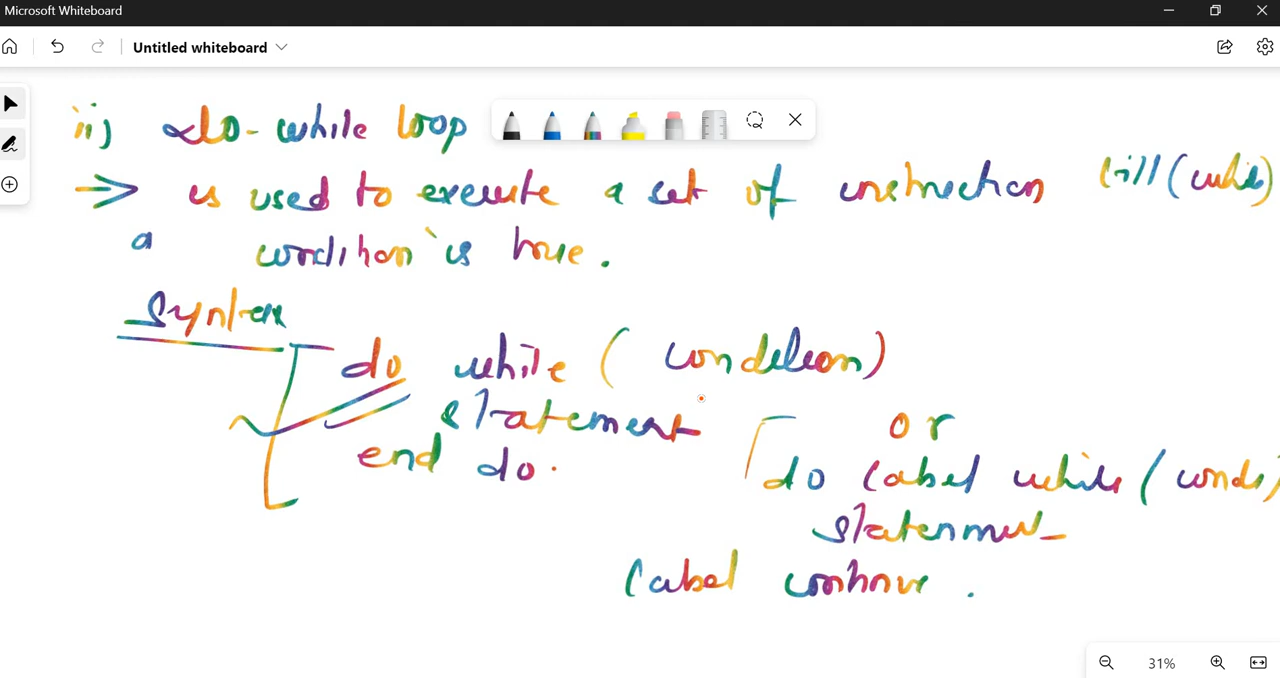 Microsoft Whiteboard
Untitled whiteboard
ii) do-while loop
⇒ is used to execute a set of instruction till (while)
a condition is true.
Syntax
do while ( condition)
statement
end do.
or
do label while (condi)
statement
label continue.
31%